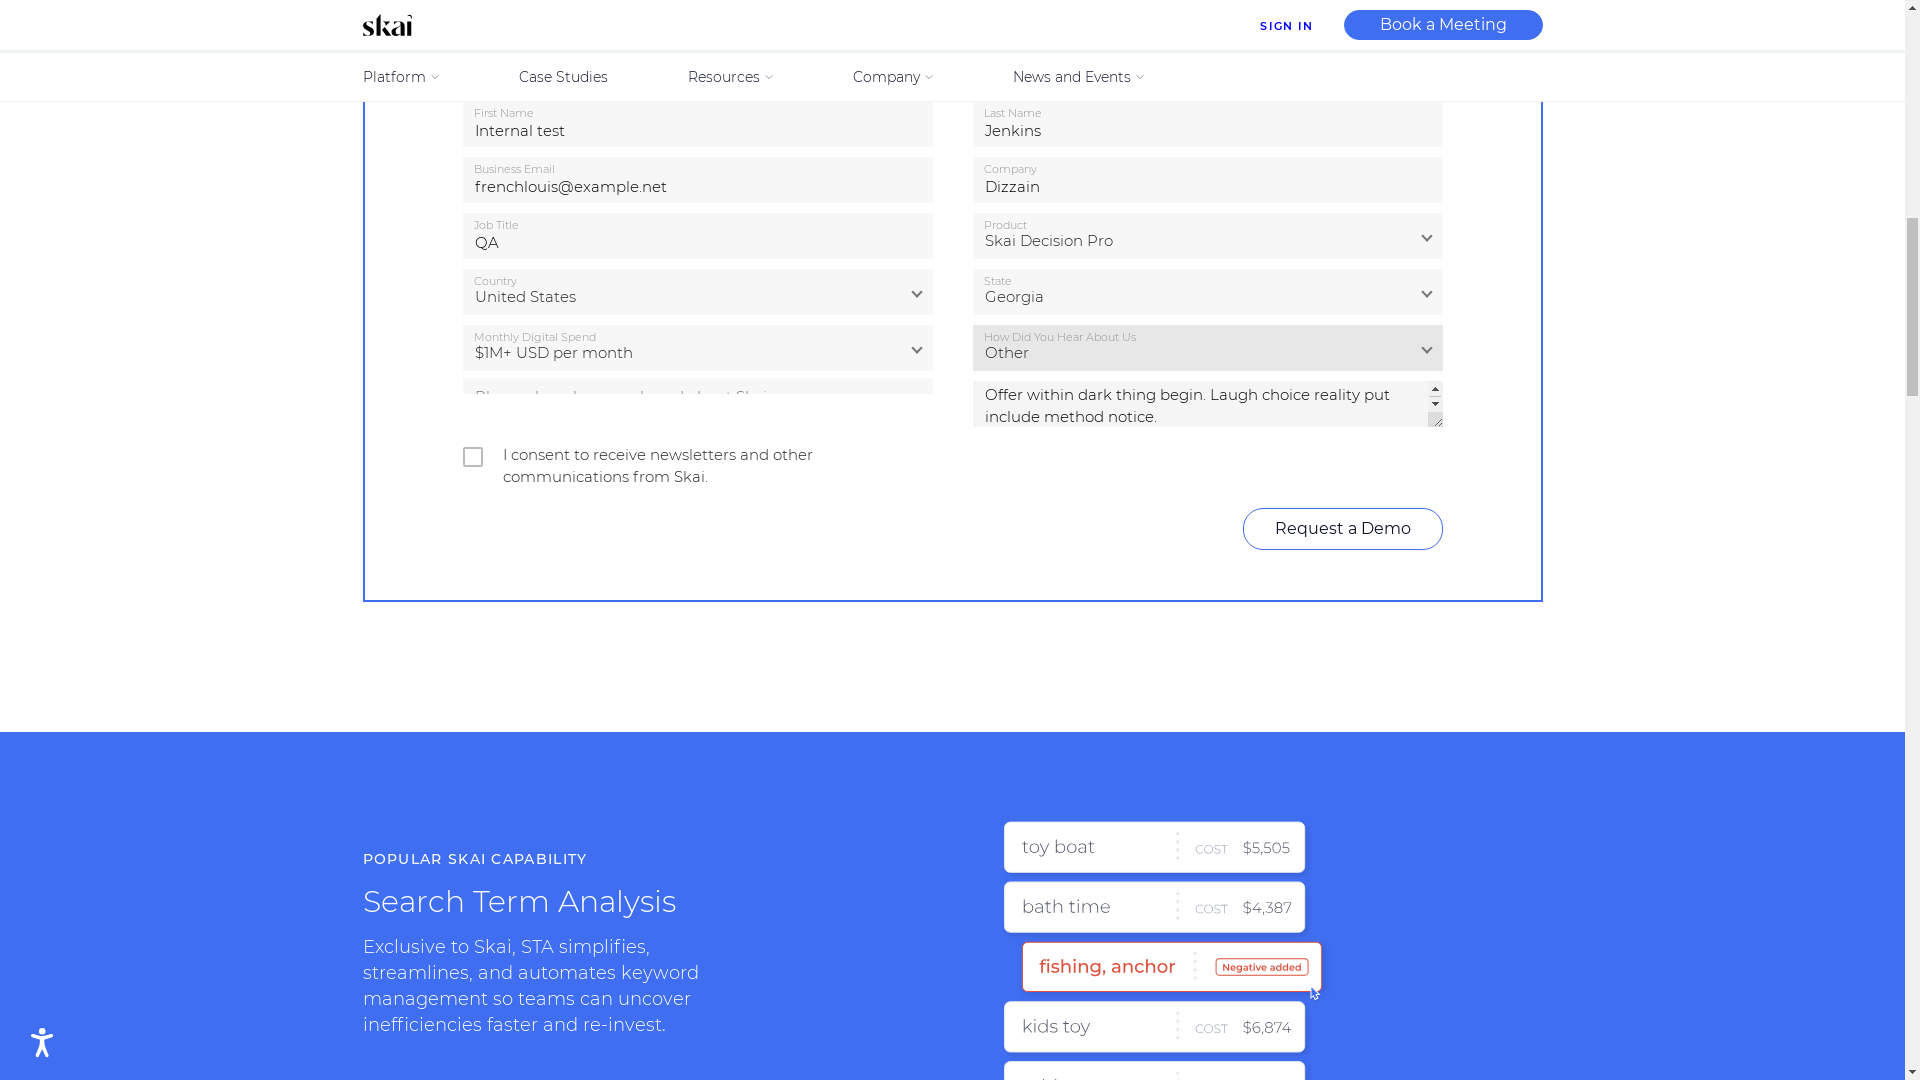 skai
SIGN IN
Book a Meeting
Platform
Case Studies
Resources
Company
News and Events
First Name
Internal test
Last Name
Jenkins
Business Email
frenchlouis@example.net
Company
Dizzain
Job Title
QA
Product
Skai Decision Pro
Country
United States
State
Georgia
Monthly Digital Spend
$1M+ USD per month
How Did You Hear About Us
Other
Offer within dark thing begin. Laugh choice reality put
include method notice.
I consent to receive newsletters and other
communications from Skai.
Request a Demo
POPULAR SKAI CAPABILITY
Search Term Analysis
Exclusive to Skai, STA simplifies,
streamlines, and automates keyword
management so teams can uncover
inefficiencies faster and re-invest.
toy boat COST $5,505
bath time COST $4,387
fishing, anchor Negative added
kids toy COST $6,874